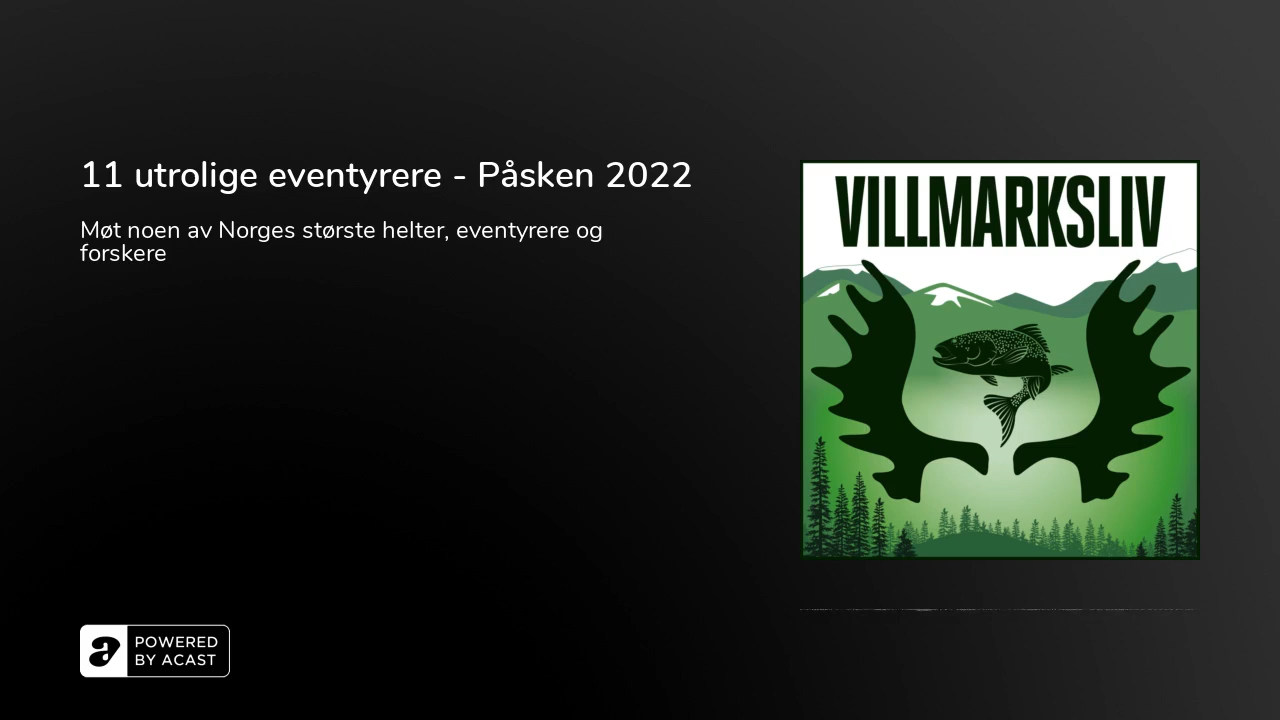 11 utrolige eventyrere - Påsken 2022
Møt noen av Norges største helter, eventyrere og
forskere
VILLMARKSLIV
POWERED
BY ACAST